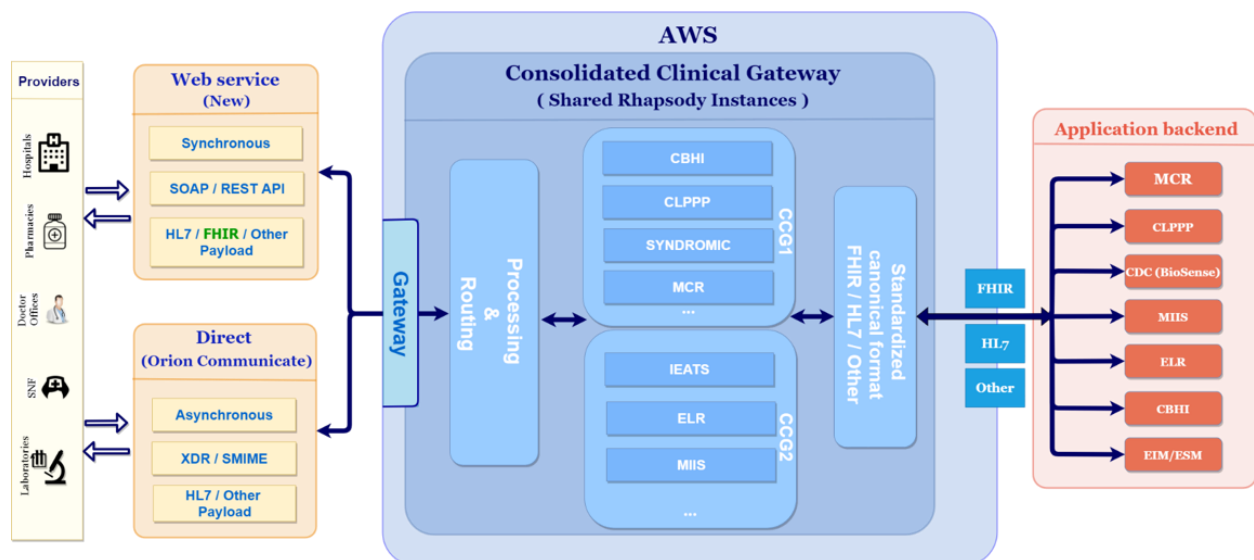 Providers
Hospitals
Pharmacies
Doctor
Offices
SNF
Laboratories
Web service
(New)
Synchronous
SOAP / REST API
HL7 / FHIR / Other
Payload
Direct
(Orion Communicate)
Asynchronous
XDR / SMIME
HL7 / Other
Payload
Gateway
AWS
Consolidated Clinical Gateway
( Shared Rhapsody Instances )
Processing
&
Routing
CBHI
CLPPP
SYNDROMIC
MCR
...
CCG1
IEATS
ELR
MIIS
...
CCG2
Standardized
canonical format
FHIR / HL7 / Other
FHIR
HL7
Other
Application backend
MCR
CLPPP
CDC (BioSense)
MIIS
ELR
CBHI
EIM/ESM